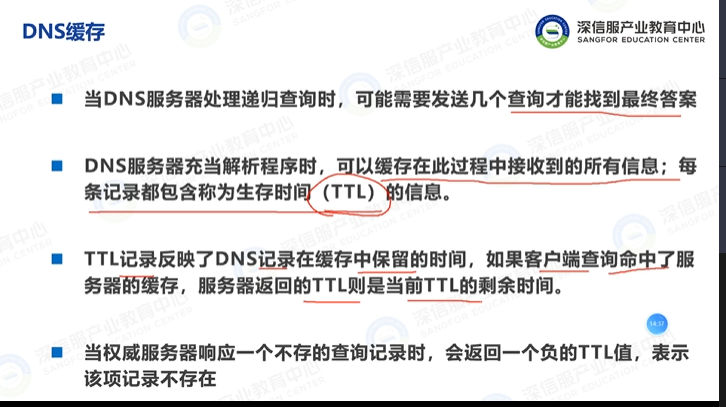 DNS缓存
深信服产业教育中心
SANGFOR EDUCATION CENTER
当DNS服务器处理递归查询时，可能需要发送几个查询才能找到最终答案
DNS服务器充当解析程序时，可以缓存在此过程中接收到的所有信息；每
条记录都包含称为生存时间（TTL）的信息。
TTL记录反映了DNS记录在缓存中保留的时间，如果客户端查询命中了服
务器的缓存，服务器返回的TTL则是当前TTL的剩余时间。
14:17
当权威服务器响应一个不存的查询记录时，会返回一个负的TTL值，表示
该项记录不存在